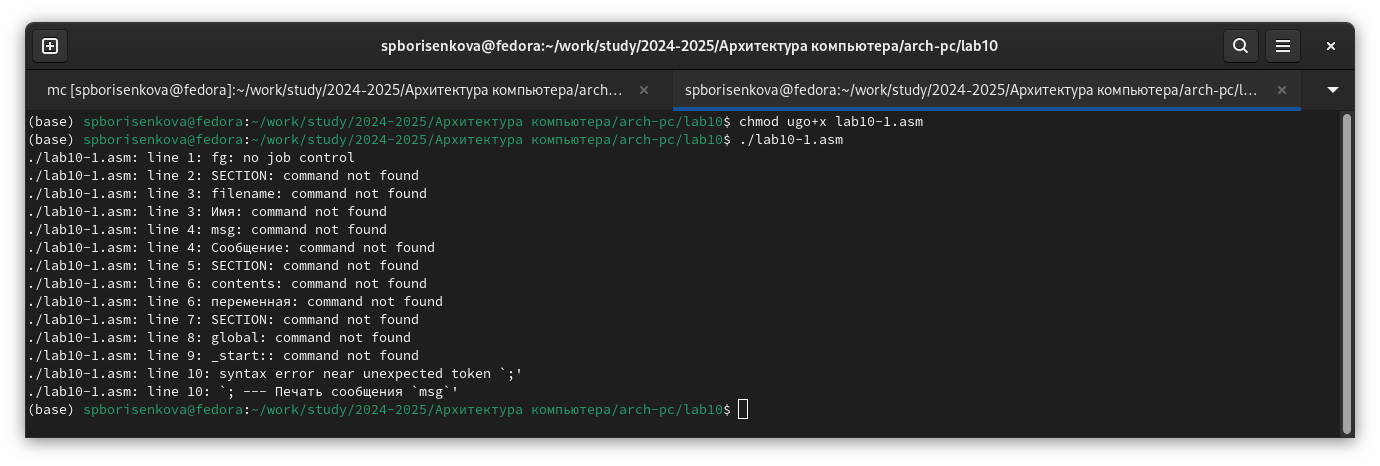 spborisenkova@fedora:~/work/study/2024-2025/Архитектура компьютера/arch-pc/lab10
mc [spborisenkova@fedora]:~/work/study/2024-2025/Архитектура компьютера/arch...
spborisenkova@fedora:~/work/study/2024-2025/Архитектура компьютера/arch-pc/l...
(base) spborisenkova@fedora:~/work/study/2024-2025/Архитектура компьютера/arch-pc/lab10$ chmod ugo+x lab10-1.asm
(base) spborisenkova@fedora:~/work/study/2024-2025/Архитектура компьютера/arch-pc/lab10$ ./lab10-1.asm
./lab10-1.asm: line 1: fg: no job control
./lab10-1.asm: line 2: SECTION: command not found
./lab10-1.asm: line 3: filename: command not found
./lab10-1.asm: line 3: Имя: command not found
./lab10-1.asm: line 4: msg: command not found
./lab10-1.asm: line 4: Сообщение: command not found
./lab10-1.asm: line 5: SECTION: command not found
./lab10-1.asm: line 6: contents: command not found
./lab10-1.asm: line 6: переменная: command not found
./lab10-1.asm: line 7: SECTION: command not found
./lab10-1.asm: line 8: global: command not found
./lab10-1.asm: line 9: _start:: command not found
./lab10-1.asm: line 10: syntax error near unexpected token `;'
./lab10-1.asm: line 10: `; --- Печать сообщения `msg`'
(base) spborisenkova@fedora:~/work/study/2024-2025/Архитектура компьютера/arch-pc/lab10$